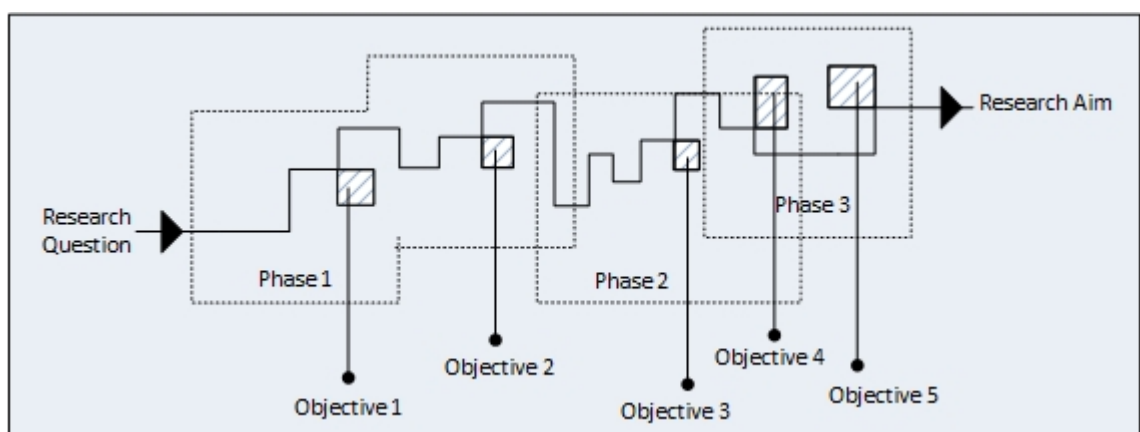 Research
Question
Phase 1
Phase 2
Phase 3
Research Aim
Objective 1
Objective 2
Objective 3
Objective 4
Objective 5